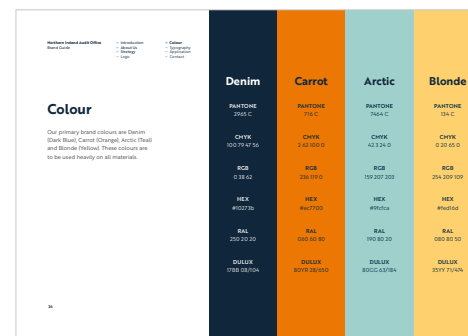 Northern Ireland Audit Office
Brand Guide
— Introduction
— About Us
— Strategy
— Logo
— Colour
— Typography
— Application
— Contact
Colour
Our primary brand colours are Denim
(Dark Blue), Carrot (Orange), Arctic (Teal)
and Blonde (Yellow). These colours are
to be used heavily on all materials.
Denim
PANTONE
2965 C
CMYK
100 79 47 56
RGB
0 38 62
HEX
#10273b
RAL
250 20 20
DULUX
17BB 08/104
Carrot
PANTONE
716 C
CMYK
2 62 100 0
RGB
236 119 0
HEX
#ec7700
RAL
060 60 80
DULUX
80YR 28/650
Arctic
PANTONE
7464 C
CMYK
42 3 24 0
RGB
159 207 203
HEX
#9fcfca
RAL
190 80 20
DULUX
80GG 63/184
Blonde
PANTONE
134 C
CMYK
0 20 65 0
RGB
254 209 109
HEX
#fed16d
RAL
080 80 50
DULUX
35YY 71/474